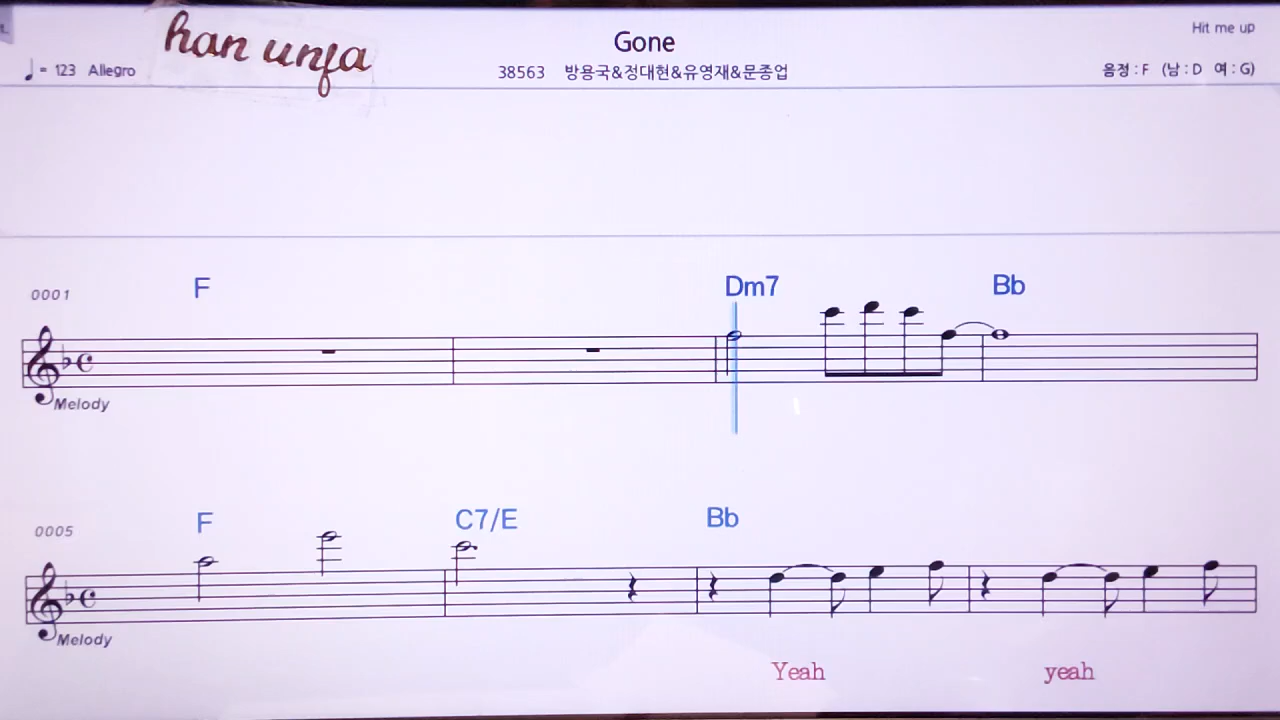 han unja
Gone
Hit me up
♩= 123 Allegro
38563 방용국&정대현&유영재&문종업
음정 : F (남 : D 여 : G)
0001
F Dm7 Bb
Melody
0005
F C7/E Bb
Melody
Yeah yeah